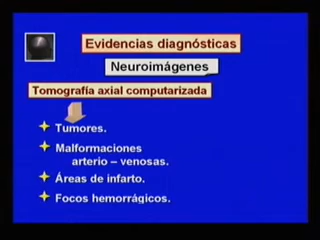 Evidencias diagnósticas
Neuroimágenes
Tomografía axial computarizada
Tumores.
Malformaciones
arterio – venosas.
Áreas de infarto.
Focos hemorrágicos.